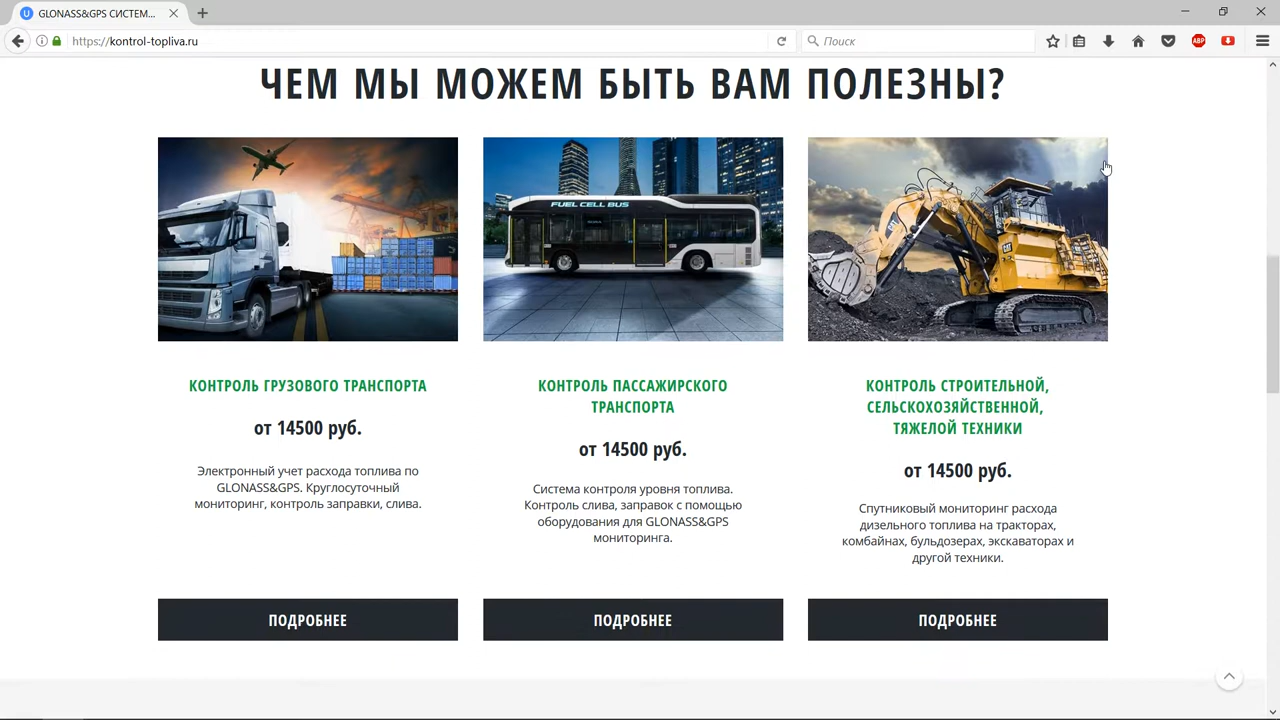 GLONASS&GPS СИСТЕМ...
https://kontrol-topliva.ru
Поиск
ABP
ЧЕМ МЫ МОЖЕМ БЫТЬ ВАМ ПОЛЕЗНЫ?
FUEL CELL BUS
CAT
КОНТРОЛЬ ГРУЗОВОГО ТРАНСПОРТА
от 14500 руб.
Электронный учет расхода топлива по
GLONASS&GPS. Круглосуточный
мониторинг, контроль заправки, слива.
ПОДРОБНЕЕ
КОНТРОЛЬ ПАССАЖИРСКОГО
ТРАНСПОРТА
от 14500 руб.
Система контроля уровня топлива.
Контроль слива, заправок с помощью
оборудования для GLONASS&GPS
мониторинга.
ПОДРОБНЕЕ
КОНТРОЛЬ СТРОИТЕЛЬНОЙ,
СЕЛЬСКОХОЗЯЙСТВЕННОЙ,
ТЯЖЕЛОЙ ТЕХНИКИ
от 14500 руб.
Спутниковый мониторинг расхода
дизельного топлива на тракторах,
комбайнах, бульдозерах, экскаваторах и
другой техники.
ПОДРОБНЕЕ